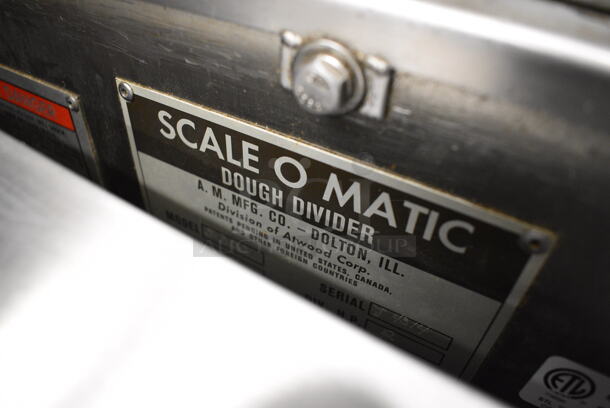 SCALE O MATIC
DOUGH DIVIDER
A. M. MFG. CO. – DOLTON, ILL.
Division of Atwood Corp.
PATENTS PENDING IN UNITED STATES, CANADA,
AND OTHER FOREIGN COUNTRIES
MODEL
SERIAL
H.P.
ETL